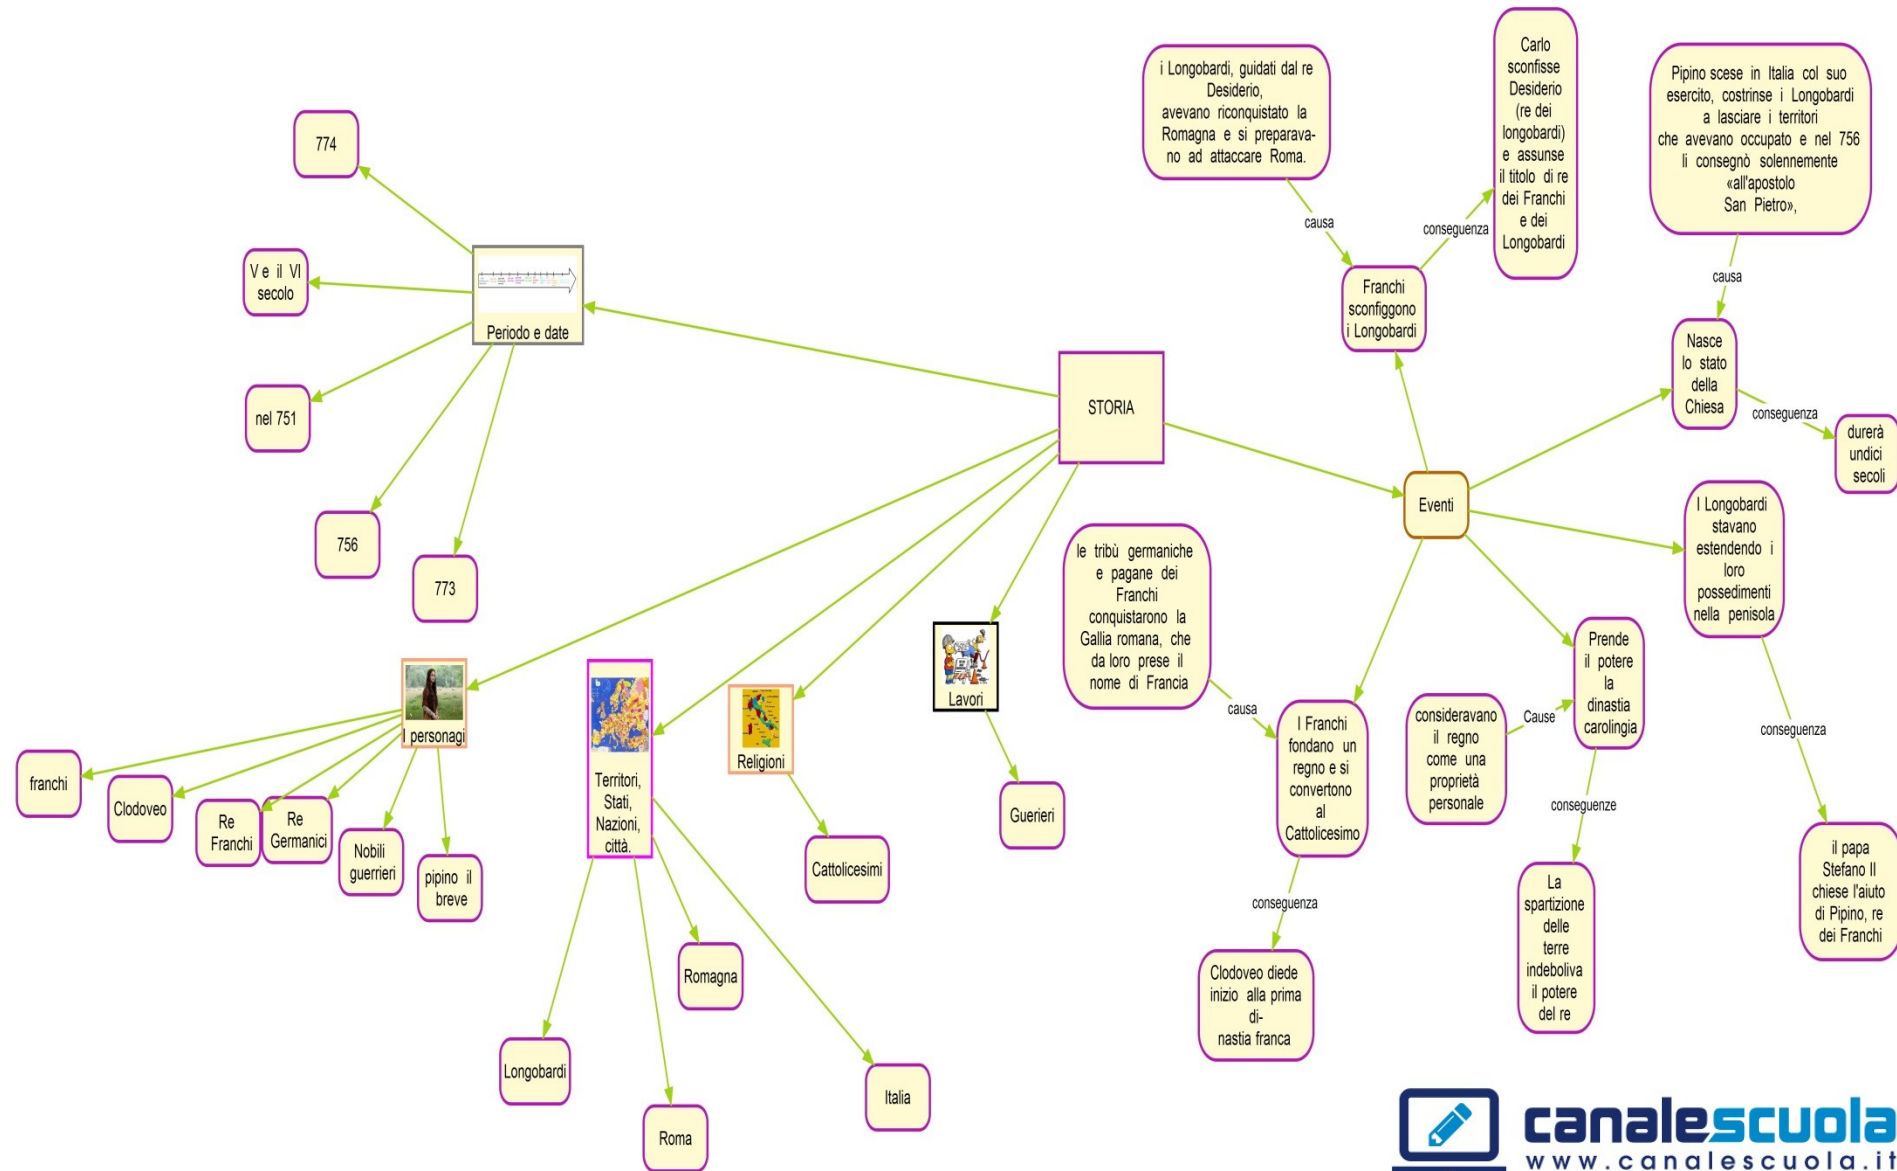 774
V e il VI
secolo
nel 751
756
773
Periodo e date
STORIA
i Longobardi, guidati dal re
Desiderio,
avevano riconquistato la
Romagna e si preparava-
no ad attaccare Roma.
causa
Franchi
sconfiggono
i Longobardi
conseguenza
Carlo
sconfisse
Desiderio
(re dei
longobardi)
e assunse
il titolo di re
dei Franchi
e dei
Longobardi
Pipino scese in Italia col suo
esercito, costrinse i Longobardi
a lasciare i territori
che avevano occupato e nel 756
li consegnò solennemente
«all'apostolo
San Pietro»,
causa
Nasce
lo stato
della
Chiesa
conseguenza
durerà
undici
secoli
Eventi
I Longobardi
stavano
estendendo i
loro
possedimenti
nella penisola
conseguenza
il papa
Stefano II
chiese l'aiuto
di Pipino, re
dei Franchi
le tribù germaniche
e pagane dei
Franchi
conquistarono la
Gallia romana, che
da loro prese il
nome di Francia
causa
I Franchi
fondano un
regno e si
convertono
al
Cattolicesimo
conseguenza
Clodoveo diede
inizio alla prima
di-
nastia franca
consideravano
il regno
come una
proprietà
personale
Cause
Prende
il potere
la
dinastia
carolingia
conseguenze
La
spartizione
delle
terre
indeboliva
il potere
del re
I personagi
franchi
Clodoveo
Re
Franchi
Re
Germanici
Nobili
guerrieri
pipino il
breve
Territori,
Stati,
Nazioni,
città.
Longobardi
Roma
Romagna
Italia
Religioni
Cattolicesimi
Lavori
Guerieri
canalescuola
www.canalescuola.it